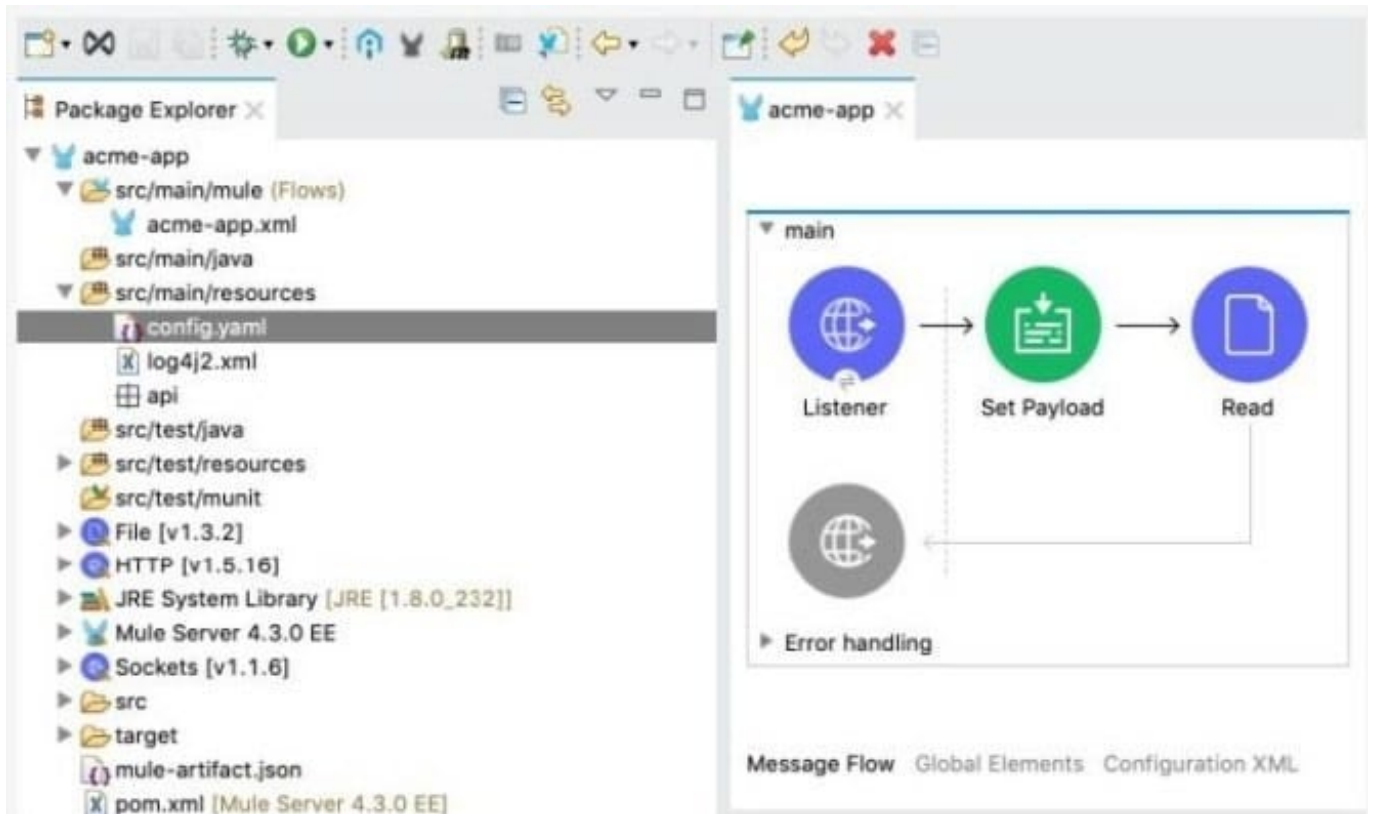 Package Explorer
acme-app
src/main/mule (Flows)
acme-app.xml
src/main/java
src/main/resources
config.yaml
log4j2.xml
api
src/test/java
src/test/resources
src/test/munit
File [v1.3.2]
HTTP [v1.5.16]
JRE System Library [JRE [1.8.0_232]]
Mule Server 4.3.0 EE
Sockets [v1.1.6]
src
target
mule-artifact.json
pom.xml [Mule Server 4.3.0 EE]
acme-app
main
Listener Set Payload Read
Error handling
Message Flow Global Elements Configuration XML